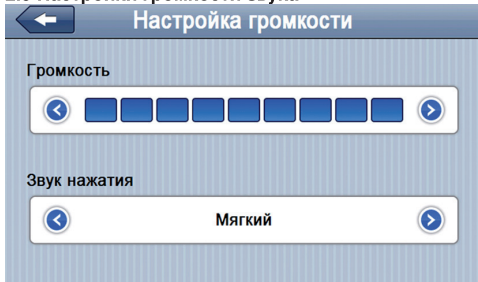 Настройка громкости
Громкость
Звук нажатия
Мягкий